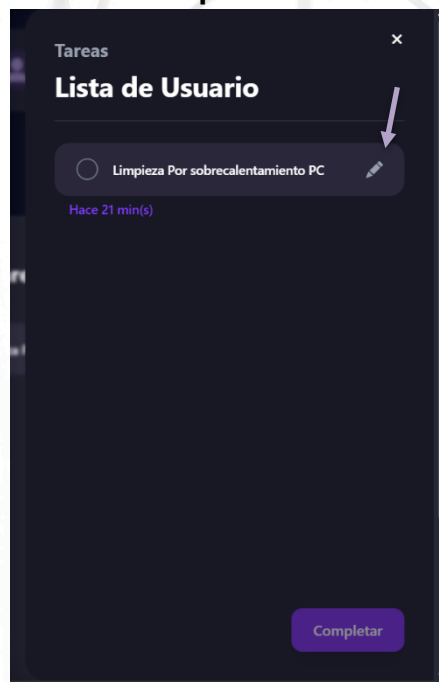 Tareas
Lista de Usuario
Limpieza Por sobrecalentamiento PC
Hace 21 min(s)
Completar